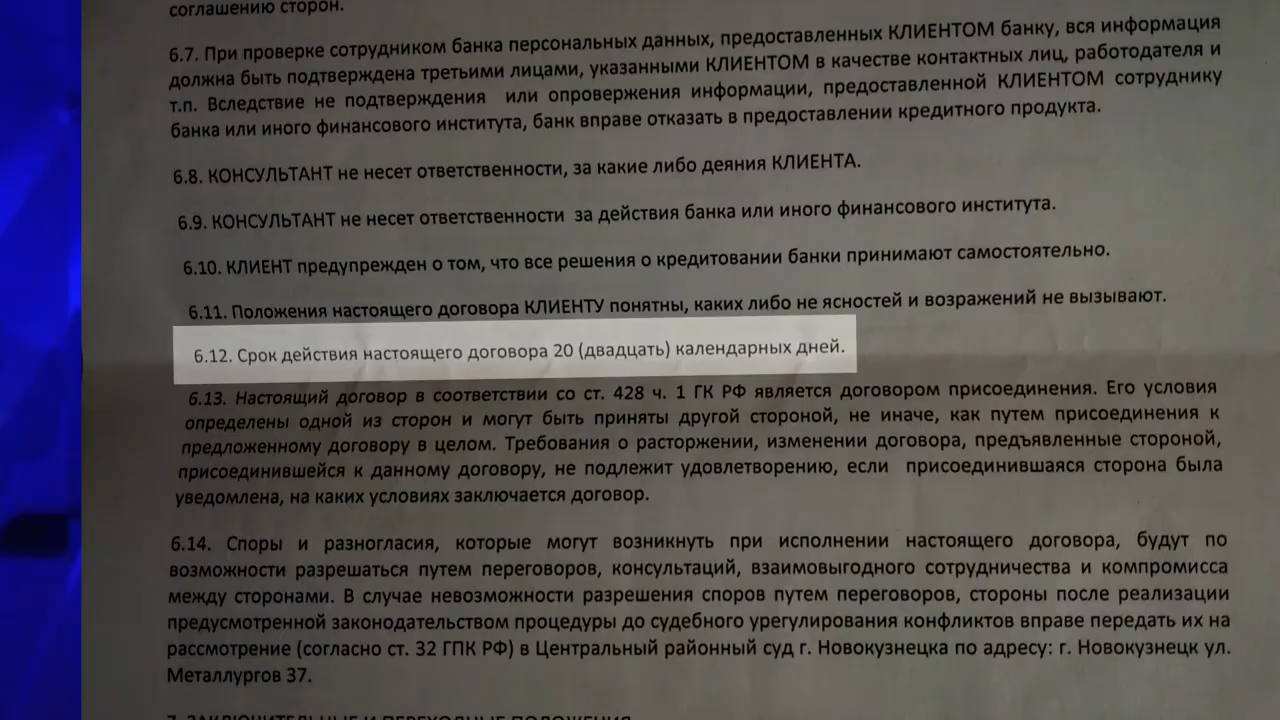 соглашению сторон.
6.7. При проверке сотрудником банка персональных данных, предоставленных КЛИЕНТОМ банку, вся информация
должна быть подтверждена третьими лицами, указанными КЛИЕНТОМ в качестве контактных лиц, работодателя и
т.п. Вследствие не подтверждения или опровержения информации, предоставленной КЛИЕНТОМ сотруднику
банка или иного финансового института, банк вправе отказать в предоставлении кредитного продукта.
6.8. КОНСУЛЬТАНТ не несет ответственности, за какие либо деяния КЛИЕНТА.
6.9. КОНСУЛЬТАНТ не несет ответственности за действия банка или иного финансового института.
6.10. КЛИЕНТ предупрежден о том, что все решения о кредитовании банки принимают самостоятельно.
6.11. Положения настоящего договора КЛИЕНТУ понятны, каких либо не ясностей и возражений не вызывают.
6.12. Срок действия настоящего договора 20 (двадцать) календарных дней.
6.13. Настоящий договор в соответствии со ст. 428 ч. 1 ГК РФ является договором присоединения. Его условия
определены одной из сторон и могут быть приняты другой стороной, не иначе, как путем присоединения к
предложенному договору в целом. Требования о расторжении, изменении договора, предъявленные стороной,
присоединившейся к данному договору, не подлежит удовлетворению, если присоединившаяся сторона была
уведомлена, на каких условиях заключается договор.
6.14. Споры и разногласия, которые могут возникнуть при исполнении настоящего договора, будут по
возможности разрешаться путем переговоров, консультаций, взаимовыгодного сотрудничества и компромисса
между сторонами. В случае невозможности разрешения споров путем переговоров, стороны после реализации
предусмотренной законодательством процедуры до судебного урегулирования конфликтов вправе передать их на
рассмотрение (согласно ст. 32 ГПК РФ) в Центральный районный суд г. Новокузнецка по адресу: г. Новокузнецк ул.
Металлургов 37.
7. ЗАКЛЮЧИТЕЛЬНЫЕ И ПЕРЕХОДНЫЕ ПОЛОЖЕНИЯ